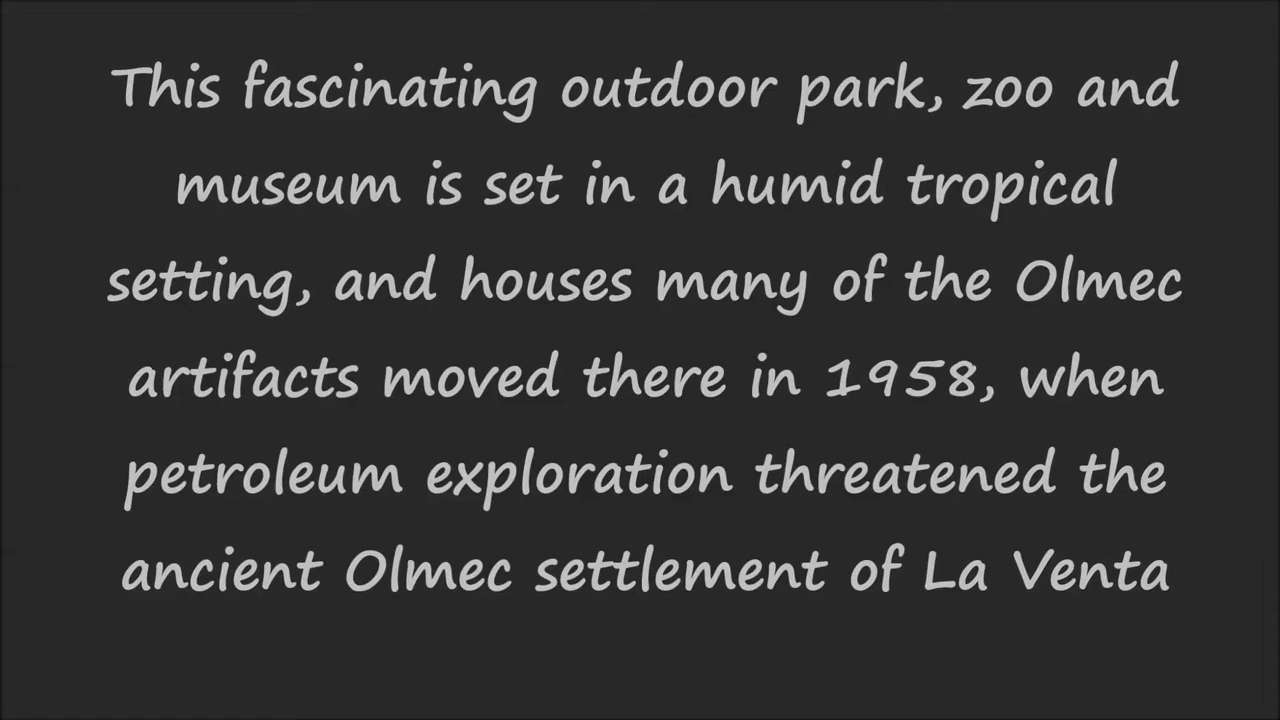 This fascinating outdoor park, zoo and
museum is set in a humid tropical
setting, and houses many of the Olmec
artifacts moved there in 1958, when
petroleum exploration threatened the
ancient Olmec settlement of La Venta